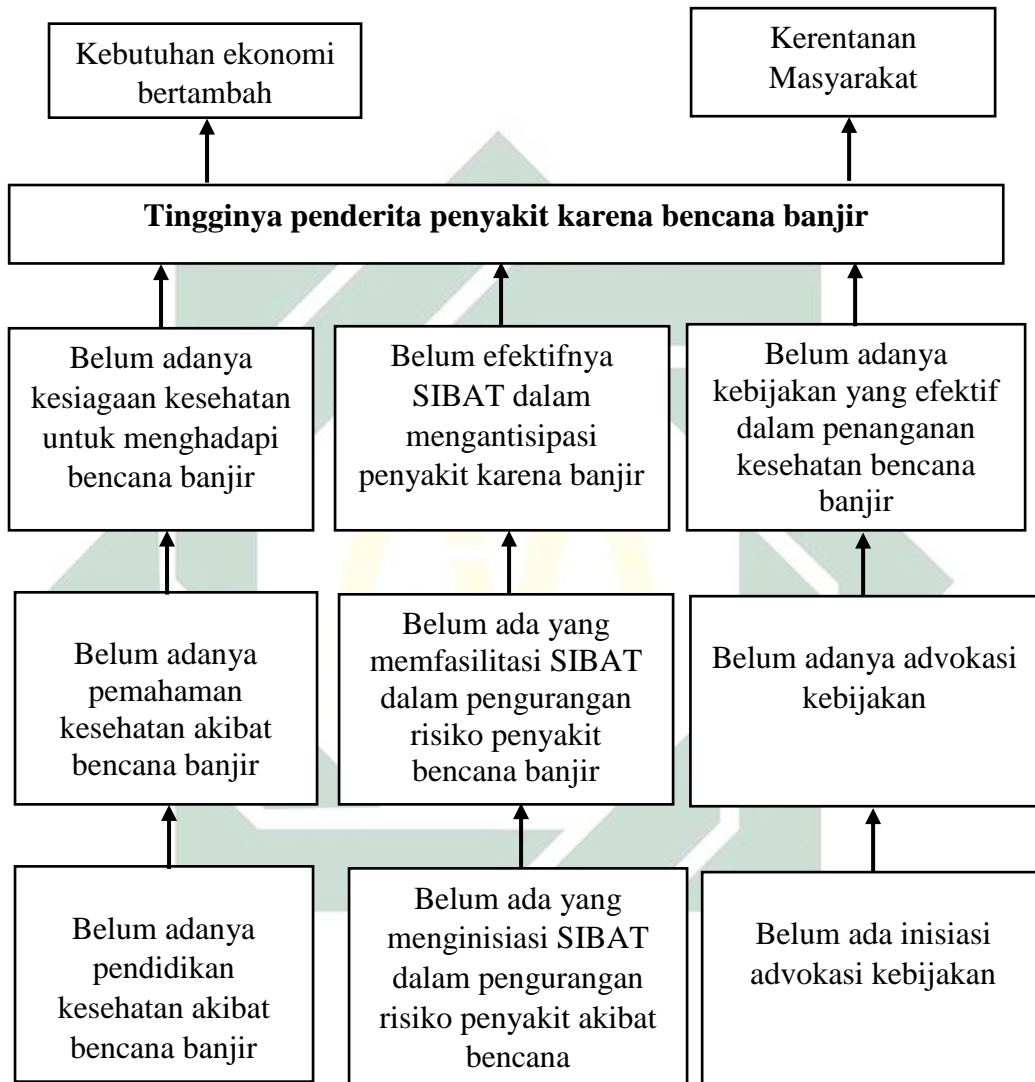 Kebutuhan ekonomi
bertambah
Kerentanan
Masyarakat
Tingginya penderita penyakit karena bencana banjir
Belum adanya
kesiagaan kesehatan
untuk menghadapi
bencana banjir
Belum efektifnya
SIBAT dalam
mengantisipasi
penyakit karena banjir
Belum adanya
kebijakan yang efektif
dalam penanganan
kesehatan bencana
banjir
Belum adanya
pemahaman
kesehatan akibat
bencana banjir
Belum ada yang
memfasilitasi SIBAT
dalam pengurangan
risiko penyakit
bencana banjir
Belum adanya advokasi
kebijakan
Belum adanya
pendidikan
kesehatan akibat
bencana banjir
Belum ada yang
menginisiasi SIBAT
dalam pengurangan
risiko penyakit akibat
bencana
Belum ada inisiasi
advokasi kebijakan